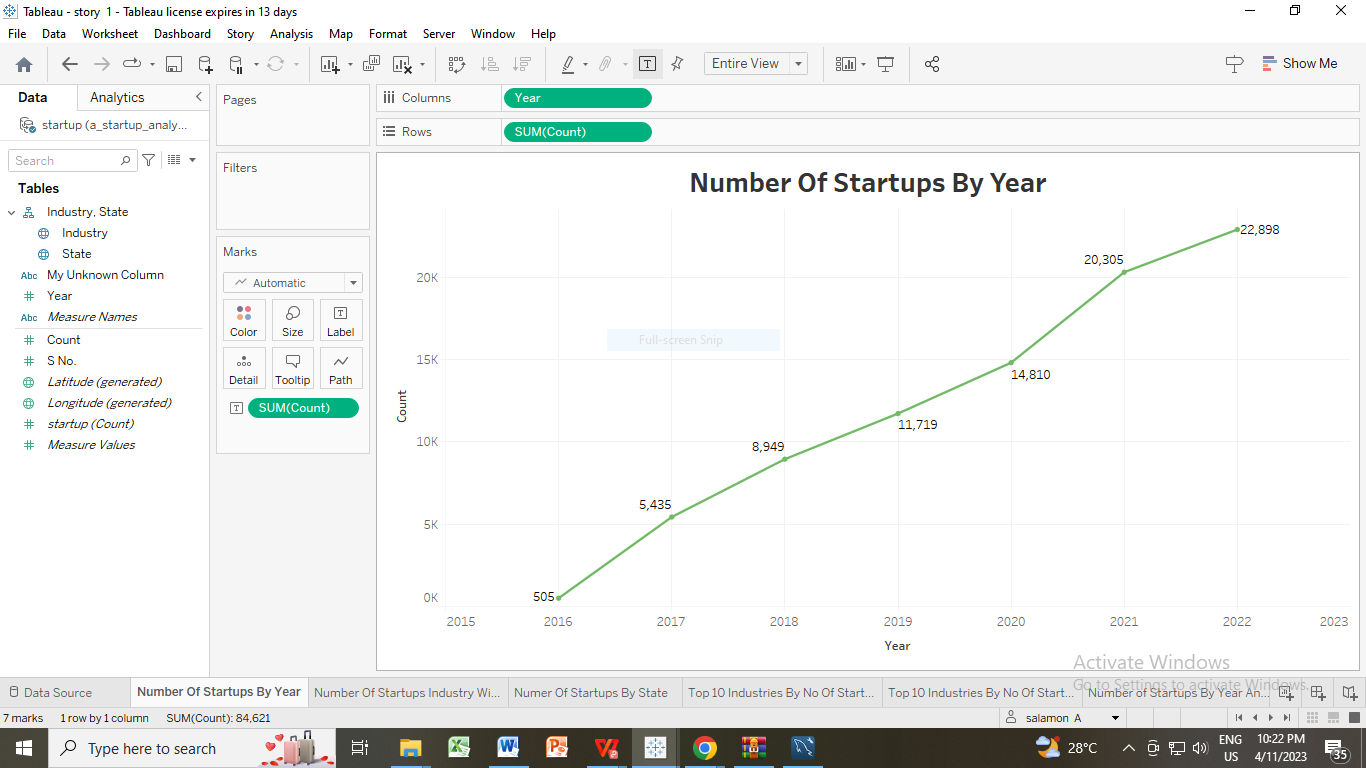 Tableau - story  1 - Tableau license expires in 13 days
File Data Worksheet Dashboard Story Analysis Map Format Server Window Help
Entire View
Show Me
Data Analytics
Pages
Columns Year
startup (a_startup_analy...
Rows SUM(Count)
Search
Filters
Number Of Startups By Year
Tables
Industry, State
Industry
State
My Unknown Column
Year
Measure Names
Count
S No.
Latitude (generated)
Longitude (generated)
startup (Count)
Measure Values
Marks
Automatic
Color Size Label
Detail Tooltip Path
SUM(Count)
22,898
20,305
20K
Full-screen Snip
15K
14,810
Count
11,719
10K
8,949
5,435
5K
505
0K
2015 2016 2017 2018 2019 2020 2021 2022 2023
Year
Activate Windows
Go to Settings to activate Windows.
Data Source Number Of Startups By Year Number Of Startups Industry Wi... Numer Of Startups By State Top 10 Industries By No Of Start... Top 10 Industries By No Of Start... Number of Startups By Year An...
7 marks 1 row by 1 column SUM(Count): 84,621
salamon A
Type here to search
28°C
ENG
US
10:22 PM
4/11/2023
35